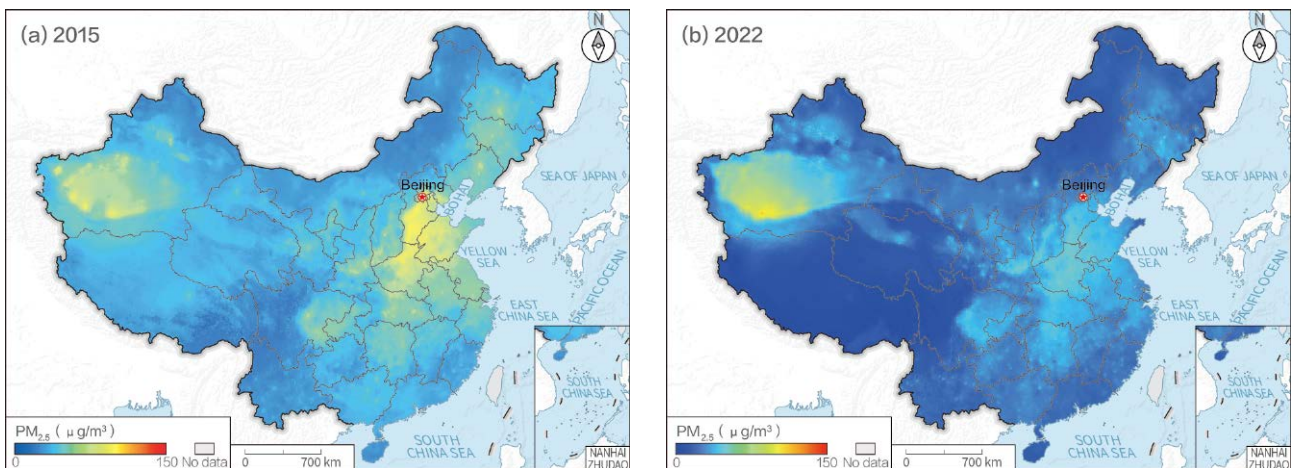 (a) 2015
N
Beijing
BOHAI
SEA OF JAPAN
YELLOW
SEA
EAST
CHINA SEA
PACIFIC OCEAN
SOUTH
CHINA SEA
SOUTH
CHINA SEA
NANHAI
ZHUDAO
PM2.5 ( μg/m³ )
0
150 No data
0
700 km
(b) 2022
N
Beijing
BOHAI
SEA OF JAPAN
YELLOW
SEA
EAST
CHINA SEA
PACIFIC OCEAN
SOUTH
CHINA SEA
SOUTH
CHINA SEA
NANHAI
ZHUDAO
PM2.5 ( μg/m³ )
0
150 No data
0
700 km